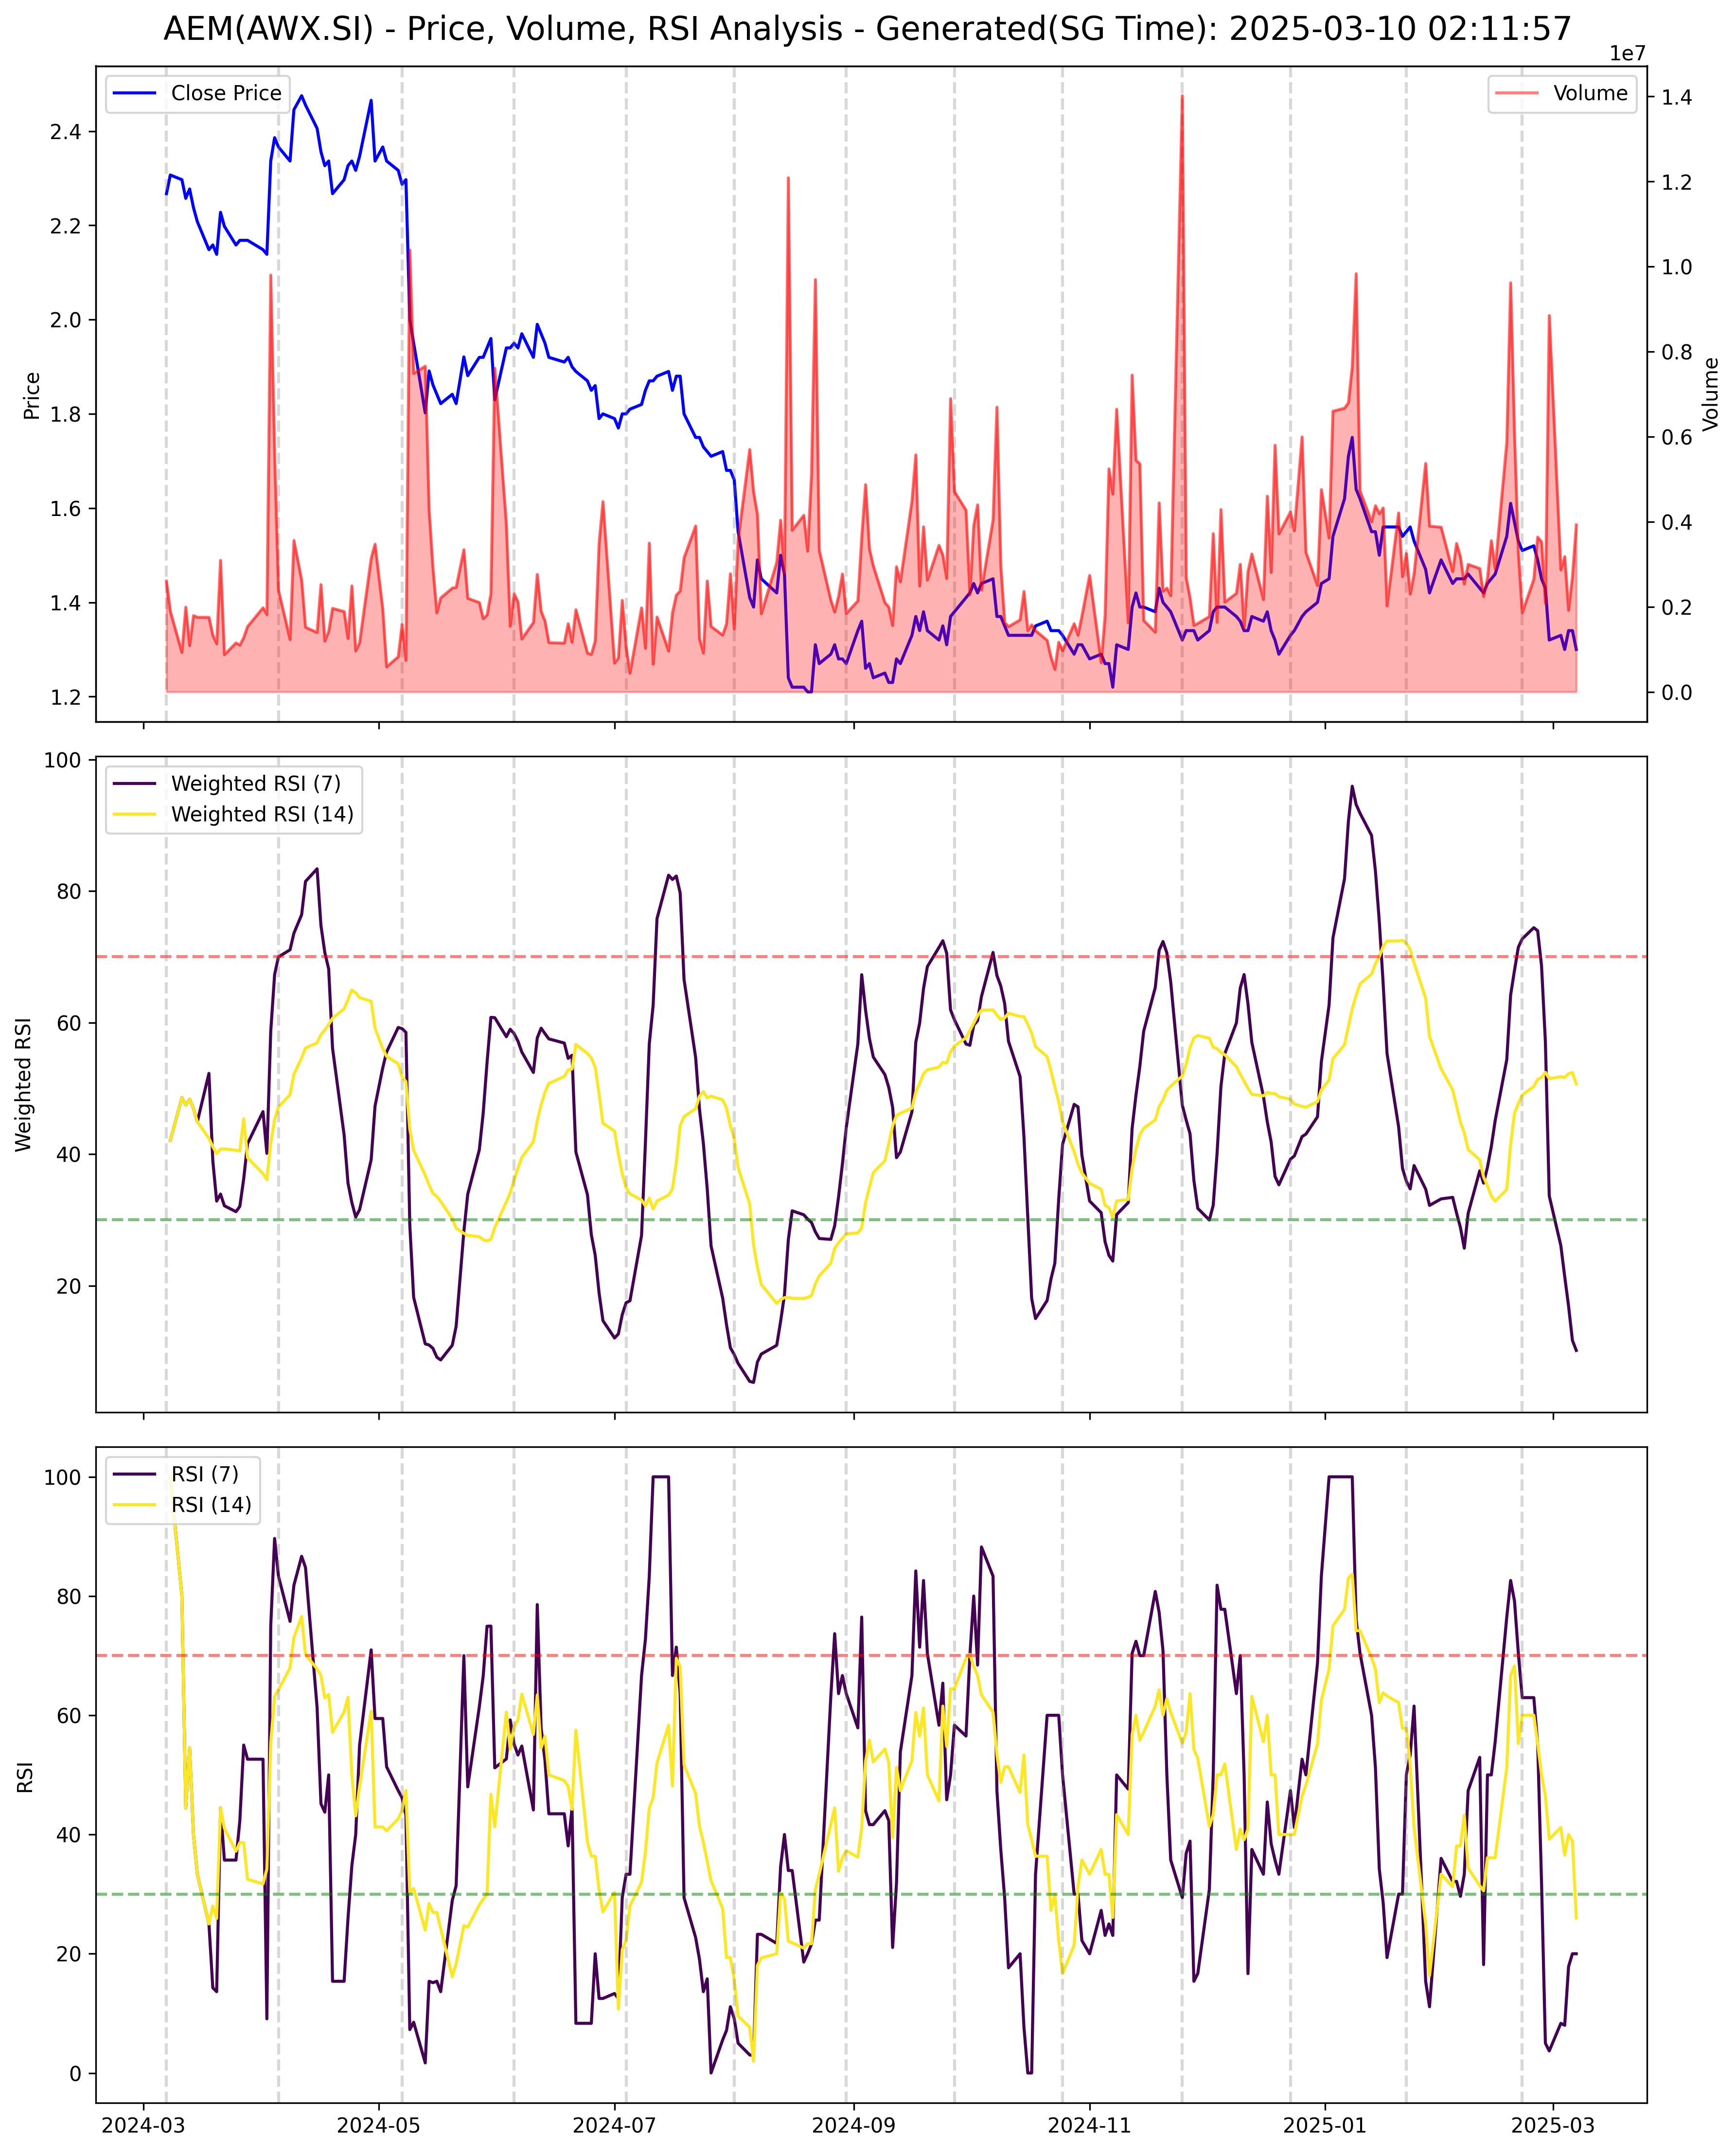 AEM(AWX.SI) - Price, Volume, RSI Analysis - Generated(SG Time): 2025-03-10 02:11:57
1e7
Close Price
Volume
2.4
2.2
2.0
1.8
1.6
1.4
1.2
Price
1.4
1.2
1.0
0.8
0.6
0.4
0.2
0.0
Volume
Weighted RSI (7)
Weighted RSI (14)
100
80
60
40
20
Weighted RSI
RSI (7)
RSI (14)
100
80
60
40
20
0
RSI
2024-03
2024-05
2024-07
2024-09
2024-11
2025-01
2025-03